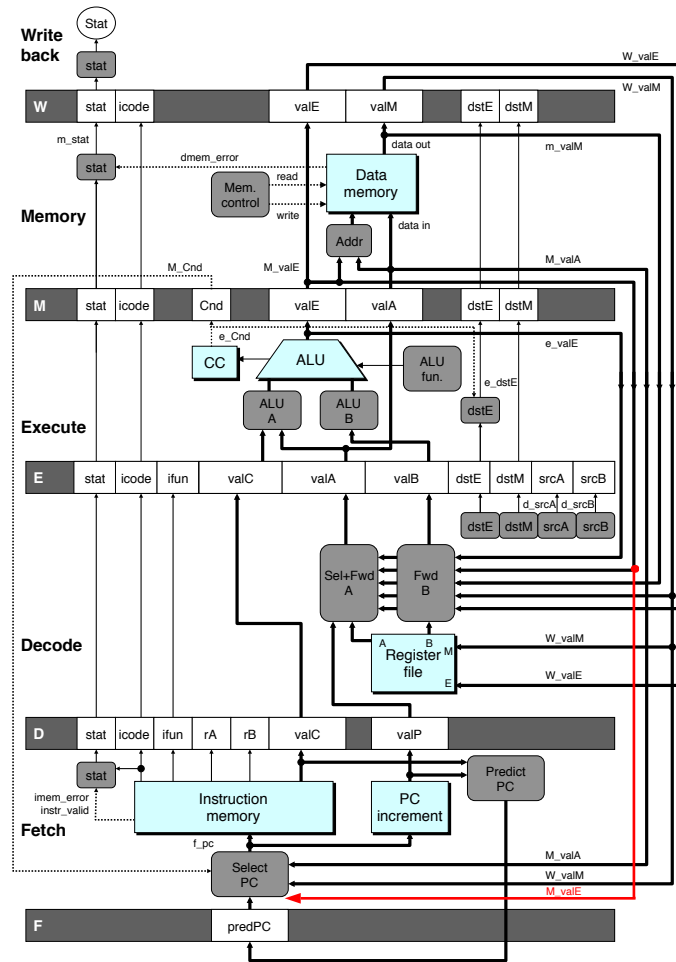 Stat
Write
back
stat
W_valE
W_valM
W
stat
icode
valE
valM
dstE
dstM
m_stat
data out
m_valM
dmem_error
stat
Mem.
control
read
write
Data
memory
Memory
Addr
data in
M_Cnd
M_valE
M_valA
M
stat
icode
Cnd
valE
valA
dstE
dstM
e_Cnd
e_valE
CC
ALU
ALU
fun.
e_dstE
ALU
A
ALU
B
dstE
Execute
E
stat
icode
ifun
valC
valA
valB
dstE
dstM
srcA
srcB
d_srcA
d_srcB
dstE
dstM
srcA
srcB
Sel+Fwd
A
Fwd
B
Decode
A
B
Register
file
M
E
W_valM
W_valE
D
stat
icode
ifun
rA
rB
valC
valP
stat
Predict
PC
imem_error
instr_valid
Instruction
memory
PC
increment
Fetch
f_pc
Select
PC
M_valA
W_valM
M_valE
F
predPC